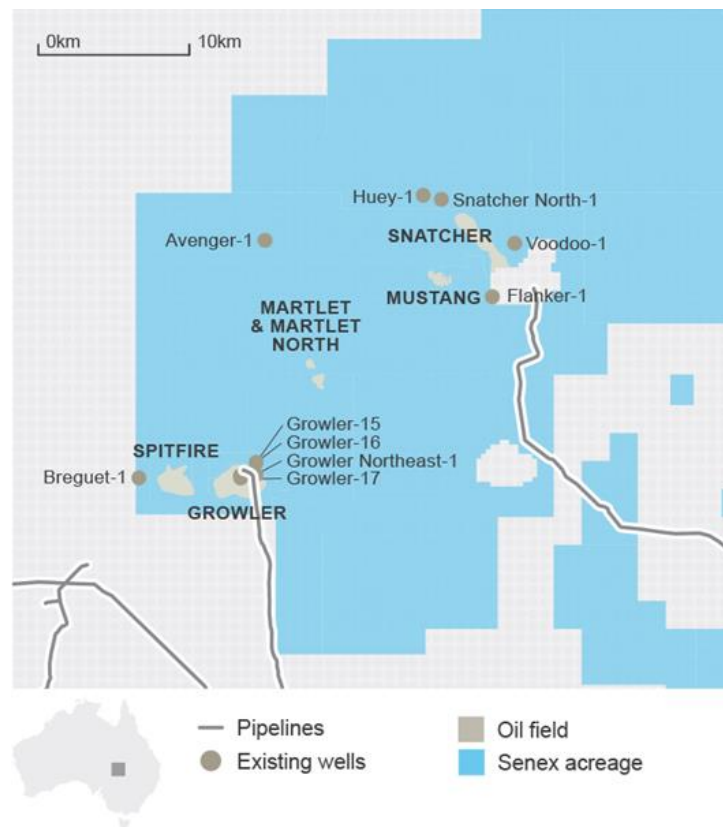 0km 10km
Huey-1 Snatcher North-1
SNATCHER
Avenger-1
Voodoo-1
MUSTANG
Flanker-1
MARTLET
& MARTLET
NORTH
Growler-15
Growler-16
SPITFIRE
Growler Northeast-1
Breguet-1
Growler-17
GROWLER
Pipelines
Oil field
Existing wells
Senex acreage